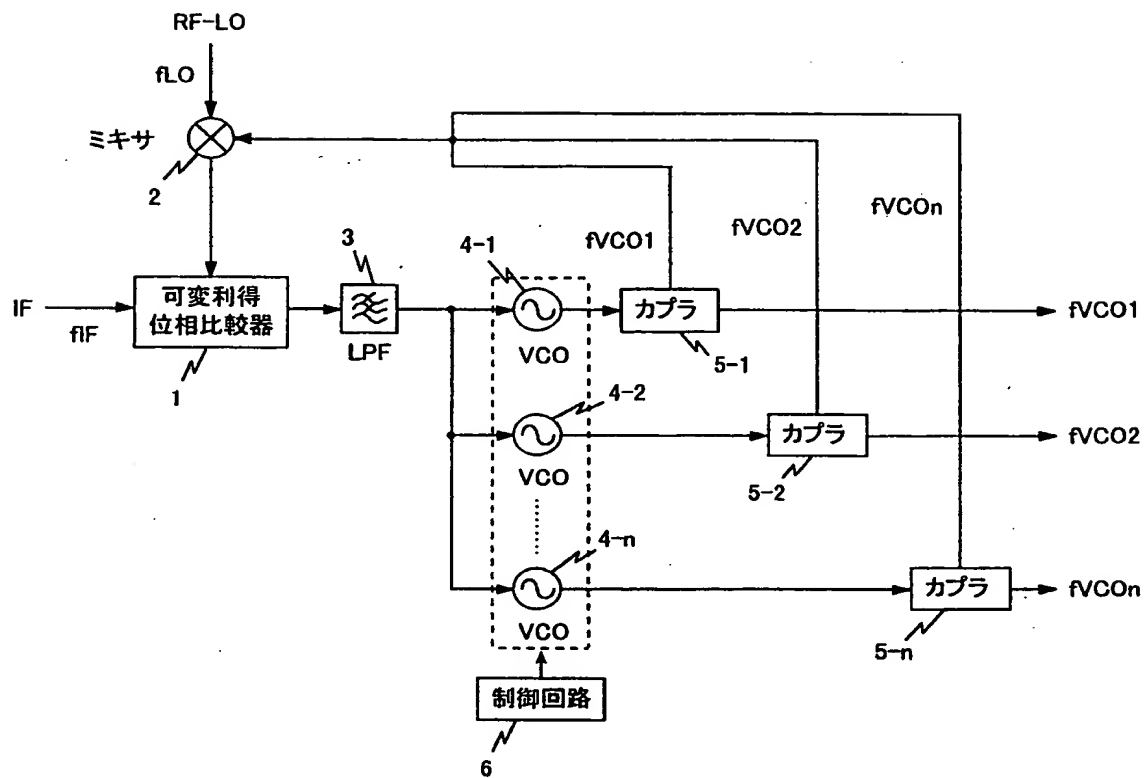 RF-LO
fLO
ミキサ
2
fVCO1
fVCO2
fVCOn
3
4-1
IF
fIF
可変利得
位相比較器
1
LPF
VCO
カプラ
5-1
fVCO1
4-2
VCO
カプラ
5-2
fVCO2
4-n
VCO
カプラ
5-n
fVCOn
制御回路
6